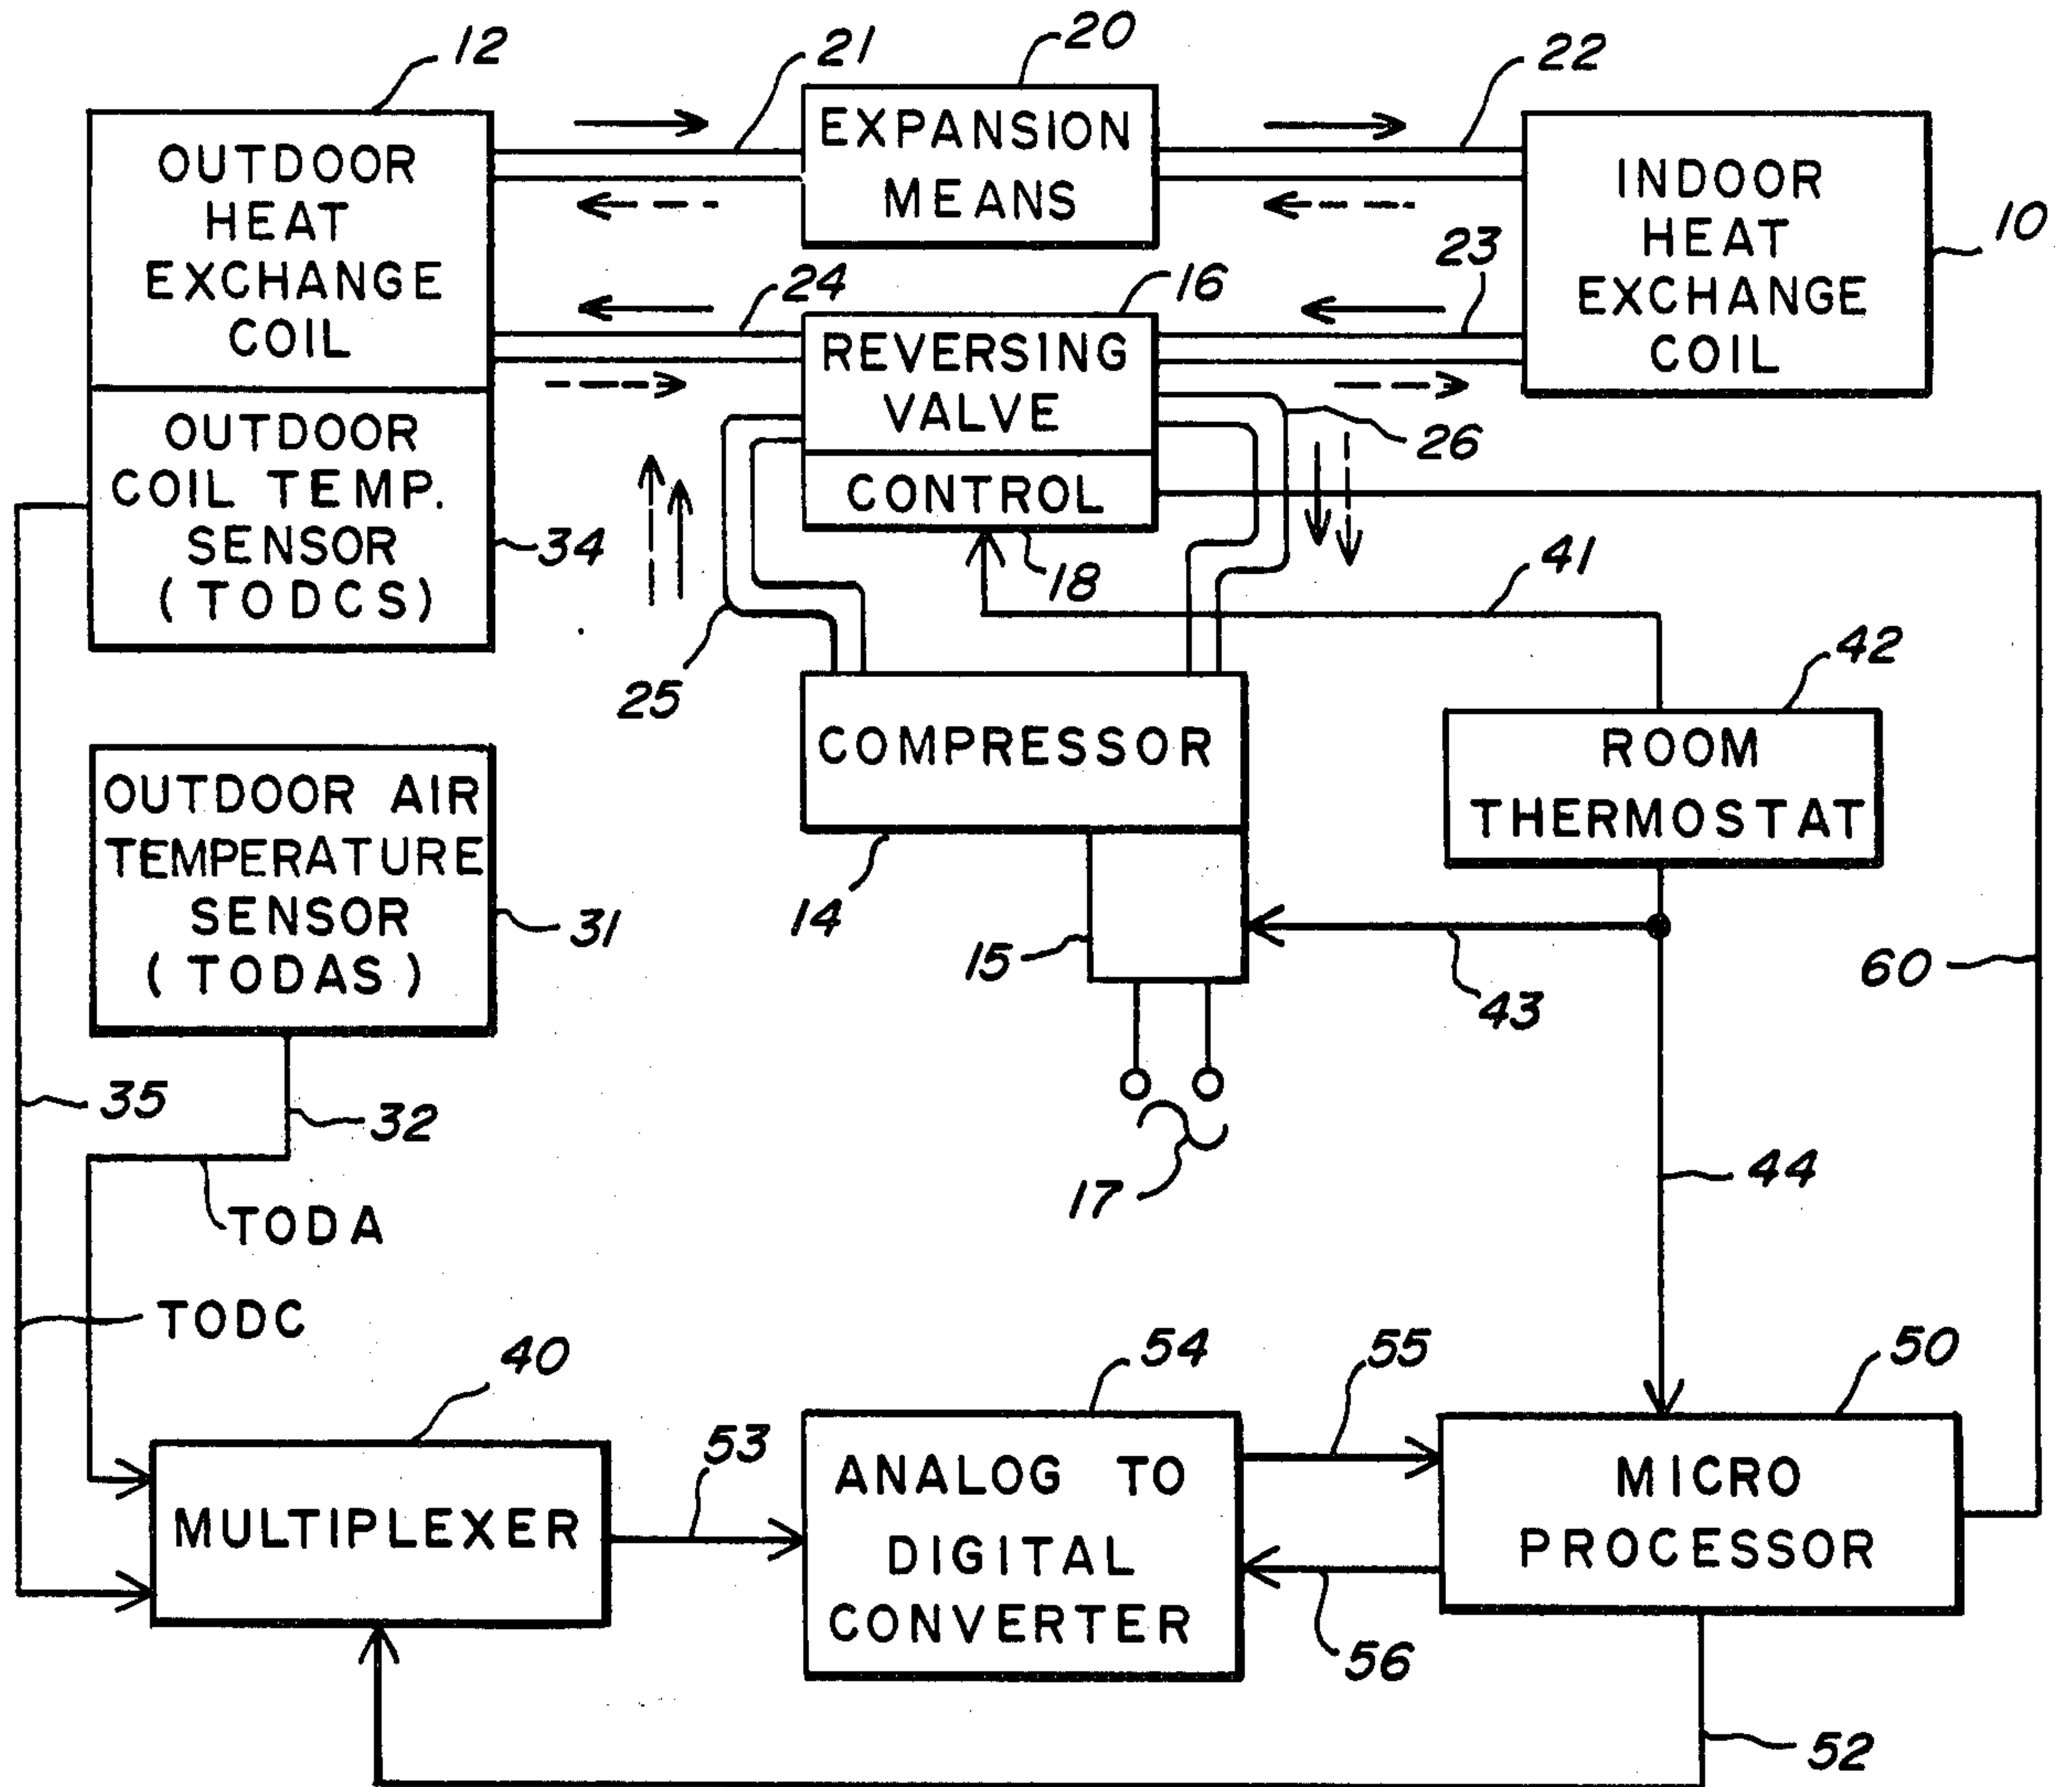 12
21
20
22
OUTDOOR
HEAT
EXCHANGE
COIL
EXPANSION
MEANS
INDOOR
HEAT
EXCHANGE
COIL
10
24
16
23
REVERSING
VALVE
CONTROL
26
18
OUTDOOR
COIL TEMP.
SENSOR
(TODCS)
34
25
41
42
COMPRESSOR
14
15
17
ROOM
THERMOSTAT
43
44
60
OUTDOOR AIR
TEMPERATURE
SENSOR
(TODAS)
31
35
32
TODA
TODC
40
MULTIPLEXER
53
54
ANALOG TO
DIGITAL
CONVERTER
55
56
50
MICRO
PROCESSOR
52